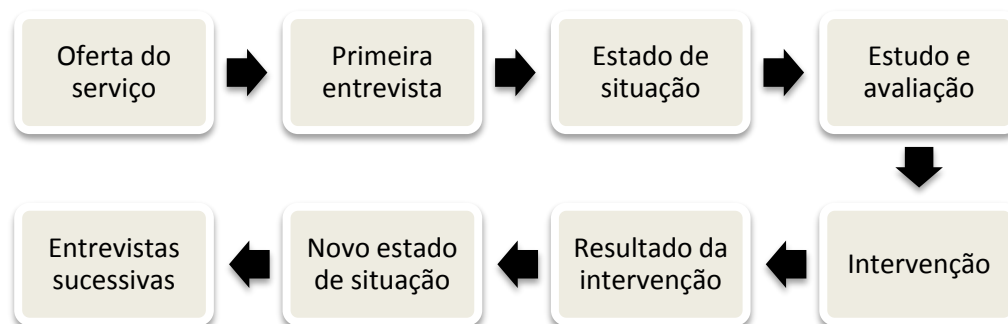 Oferta do
serviço
Primeira
entrevista
Estado de
situação
Estudo e
avaliação
Intervenção
Resultado da
intervenção
Novo estado
de situação
Entrevistas
sucessivas